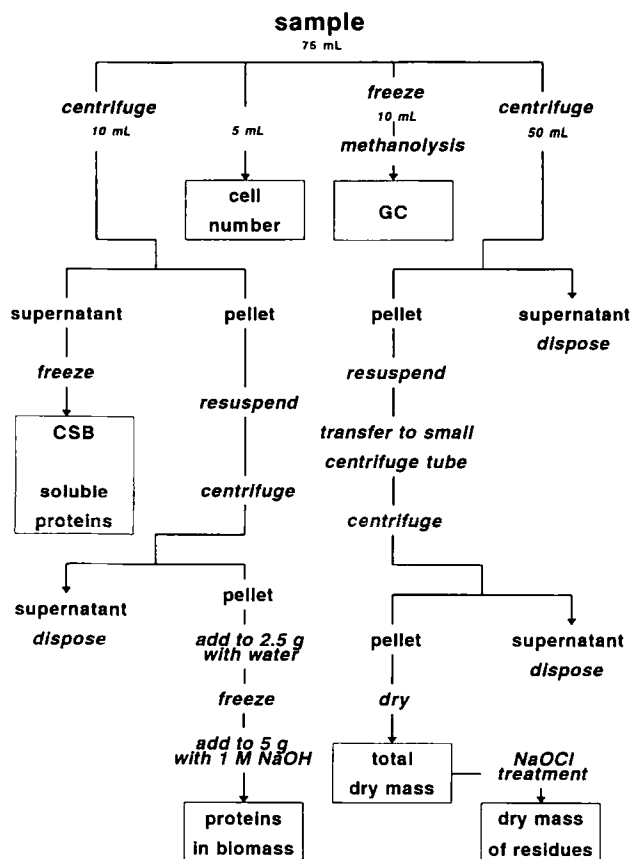 sample
75 mL
centrifuge
10 mL
5 mL
freeze
10 mL
methanolysis
centrifuge
50 mL
cell
number
GC
supernatant
pellet
pellet
supernatant
dispose
freeze
resuspend
resuspend
CSB
soluble
proteins
transfer to small
centrifuge tube
centrifuge
centrifuge
supernatant
dispose
pellet
pellet
supernatant
dispose
add to 2.5 g
with water
dry
freeze
add to 5 g
with 1 M NaOH
total
dry mass
NaOCl
treatment
proteins
in biomass
dry mass
of residues